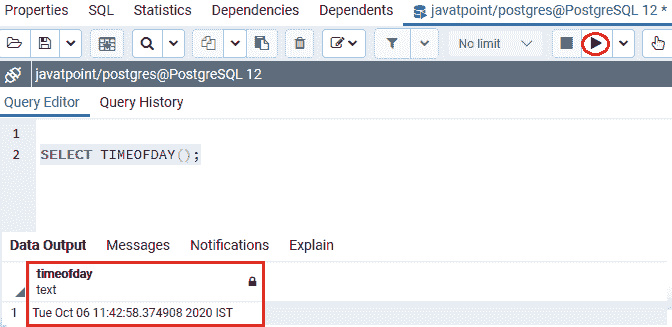 Properties SQL Statistics Dependencies Dependents javatpoint/postgres@PostgreSQL 12 *
No limit
javatpoint/postgres@PostgreSQL 12
Query Editor Query History
1
2 SELECT TIMEOFDAY();
Data Output Messages Notifications Explain
timeofday
text
1 Tue Oct 06 11:42:58.374908 2020 IST